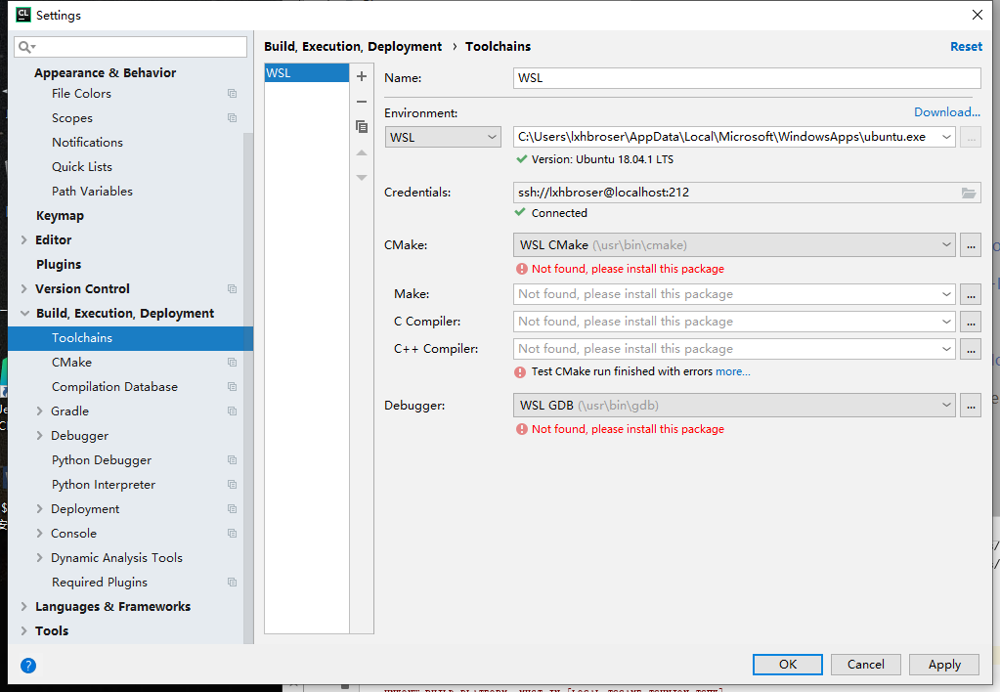 CL Settings
Build, Execution, Deployment › Toolchains
Reset
Appearance & Behavior
File Colors
Scopes
Notifications
Quick Lists
Path Variables
Keymap
Editor
Plugins
Version Control
Build, Execution, Deployment
Toolchains
CMake
Compilation Database
Gradle
Debugger
Python Debugger
Python Interpreter
Deployment
Console
Dynamic Analysis Tools
Required Plugins
Languages & Frameworks
Tools
WSL
Name: WSL
Environment: Download...
WSL C:\Users\lxhbroser\AppData\Local\Microsoft\WindowsApps\ubuntu.exe ...
Version: Ubuntu 18.04.1 LTS
Credentials: ssh://lxhbroser@localhost:212
Connected
CMake: WSL CMake (\usr\bin\cmake) ...
Not found, please install this package
Make: Not found, please install this package ...
C Compiler: Not found, please install this package ...
C++ Compiler: Not found, please install this package ...
Test CMake run finished with errors more...
Debugger: WSL GDB (\usr\bin\gdb) ...
Not found, please install this package
?
OK Cancel Apply